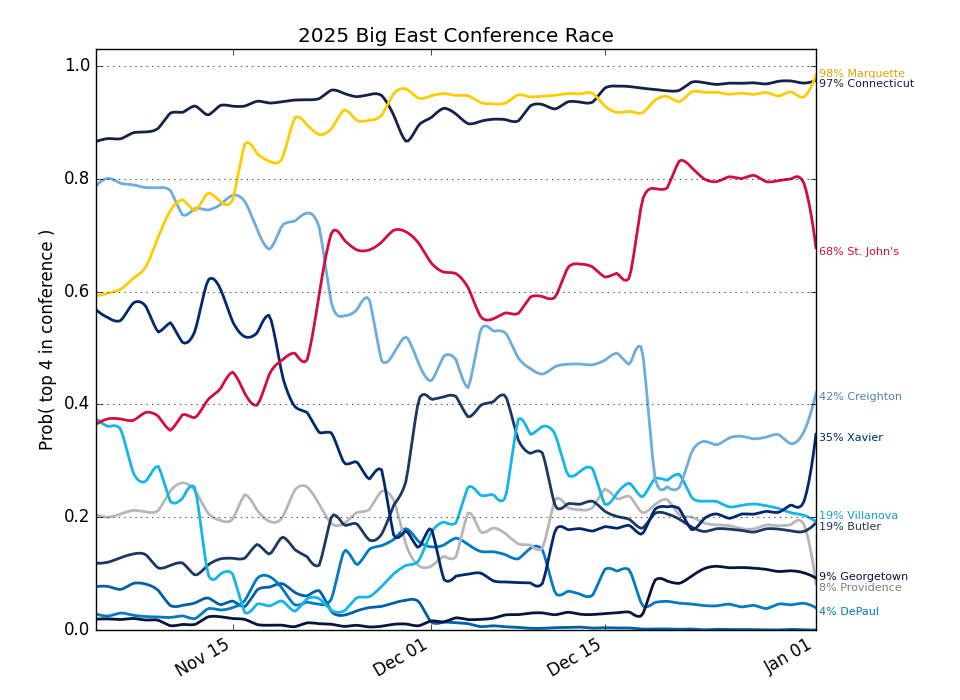 2025 Big East Conference Race
Prob( top 4 in conference )
1.0
0.8
0.6
0.4
0.2
0.0
Nov 15
Dec 01
Dec 15
Jan 01
98% Marquette
97% Connecticut
68% St. John's
42% Creighton
35% Xavier
19% Villanova
19% Butler
9% Georgetown
8% Providence
4% DePaul